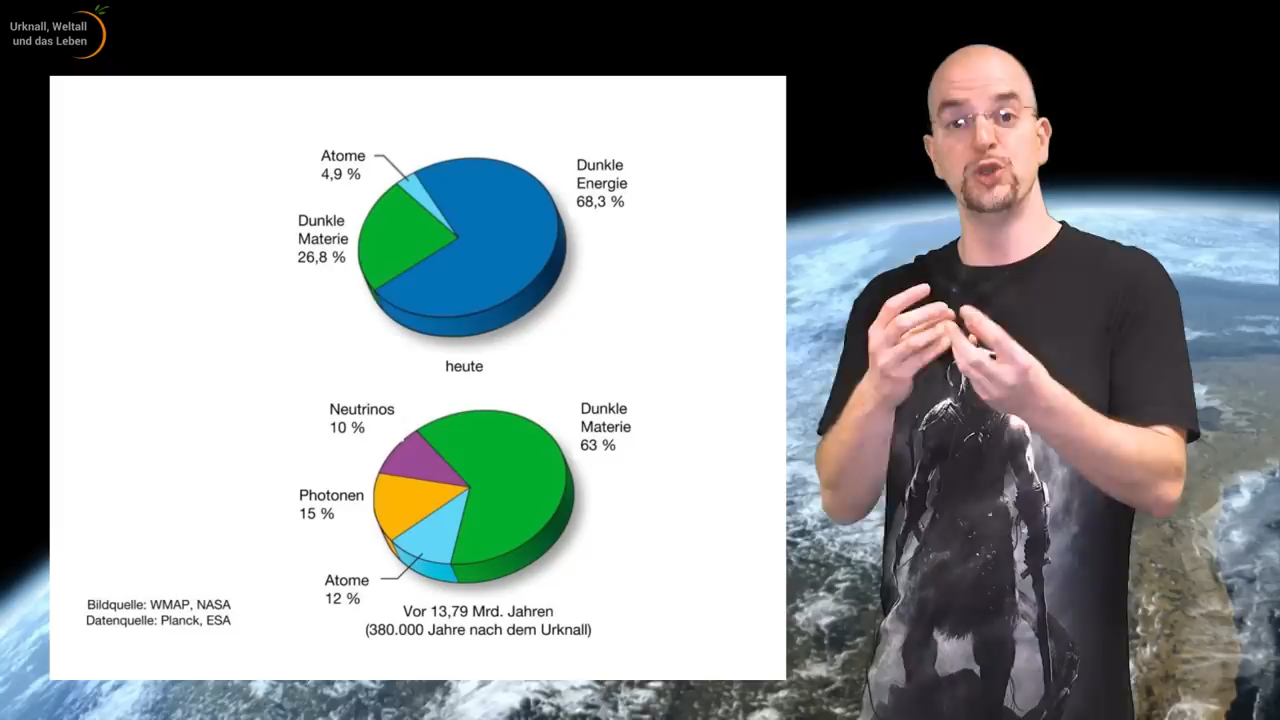 Urknall, Weltall
und das Leben
Atome
4,9 %
Dunkle
Energie
68,3 %
Dunkle
Materie
26,8 %
heute
Neutrinos
10 %
Dunkle
Materie
63 %
Photonen
15 %
Atome
12 %
Vor 13,79 Mrd. Jahren
(380.000 Jahre nach dem Urknall)
Bildquelle: WMAP, NASA
Datenquelle: Planck, ESA